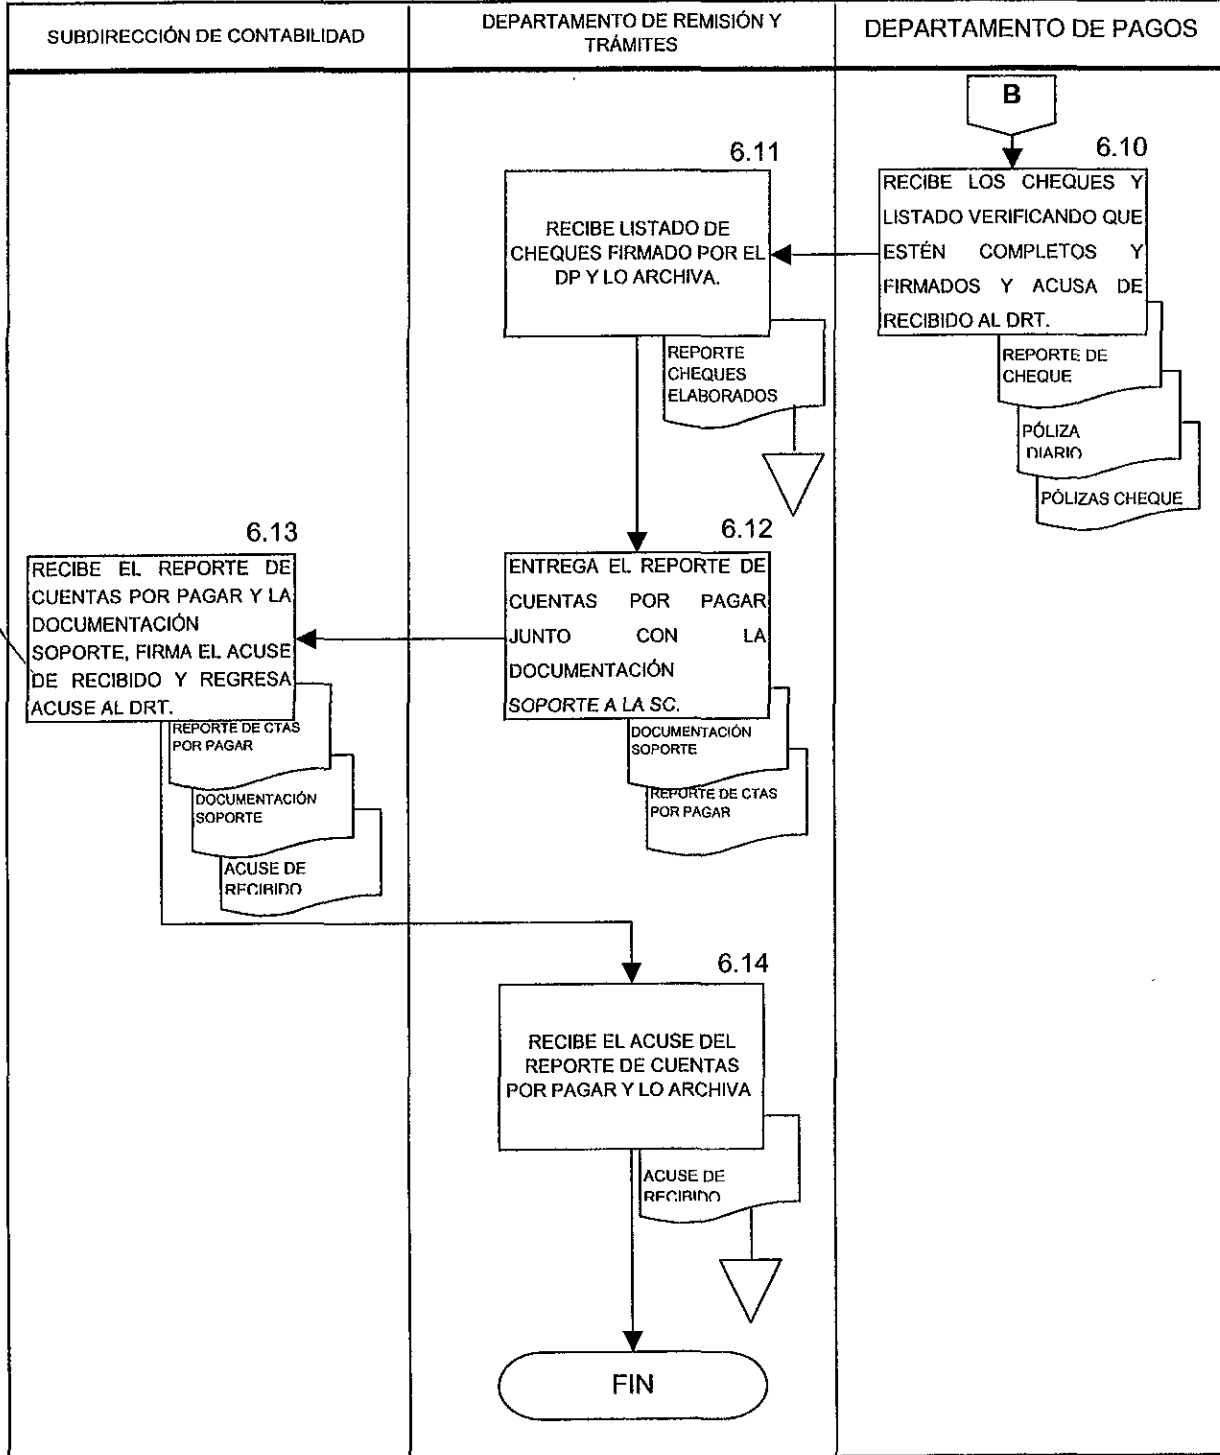 SUBDIRECCIÓN DE CONTABILIDAD
DEPARTAMENTO DE REMISIÓN Y
TRÁMITES
DEPARTAMENTO DE PAGOS
B
6.10
RECIBE LOS CHEQUES Y
LISTADO VERIFICANDO QUE
ESTÉN COMPLETOS Y
FIRMADOS Y ACUSA DE
RECIBIDO AL DRT.
REPORTE DE
CHEQUE
PÓLIZA
DIARIO
PÓLIZAS CHEQUE
6.11
RECIBE LISTADO DE
CHEQUES FIRMADO POR EL
DP Y LO ARCHIVA.
REPORTE
CHEQUES
ELABORADOS
6.12
ENTREGA EL REPORTE DE
CUENTAS POR PAGAR
JUNTO CON LA
DOCUMENTACIÓN
SOPORTE A LA SC.
DOCUMENTACIÓN
SOPORTE
REPORTE DE CTAS
POR PAGAR
6.13
RECIBE EL REPORTE DE
CUENTAS POR PAGAR Y LA
DOCUMENTACIÓN
SOPORTE, FIRMA EL ACUSE
DE RECIBIDO Y REGRESA
ACUSE AL DRT.
REPORTE DE CTAS
POR PAGAR
DOCUMENTACIÓN
SOPORTE
ACUSE DE
RECIBIDO
6.14
RECIBE EL ACUSE DEL
REPORTE DE CUENTAS
POR PAGAR Y LO ARCHIVA
ACUSE DE
RECIBIDO
FIN